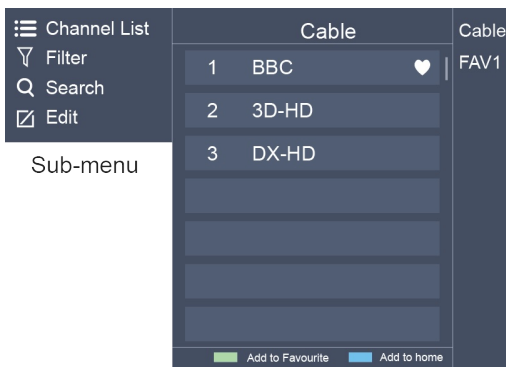 Channel List
Filter
Search
Edit
Sub-menu
Cable
1 BBC
2 3D-HD
3 DX-HD
Add to Favourite Add to home
Cable
FAV1